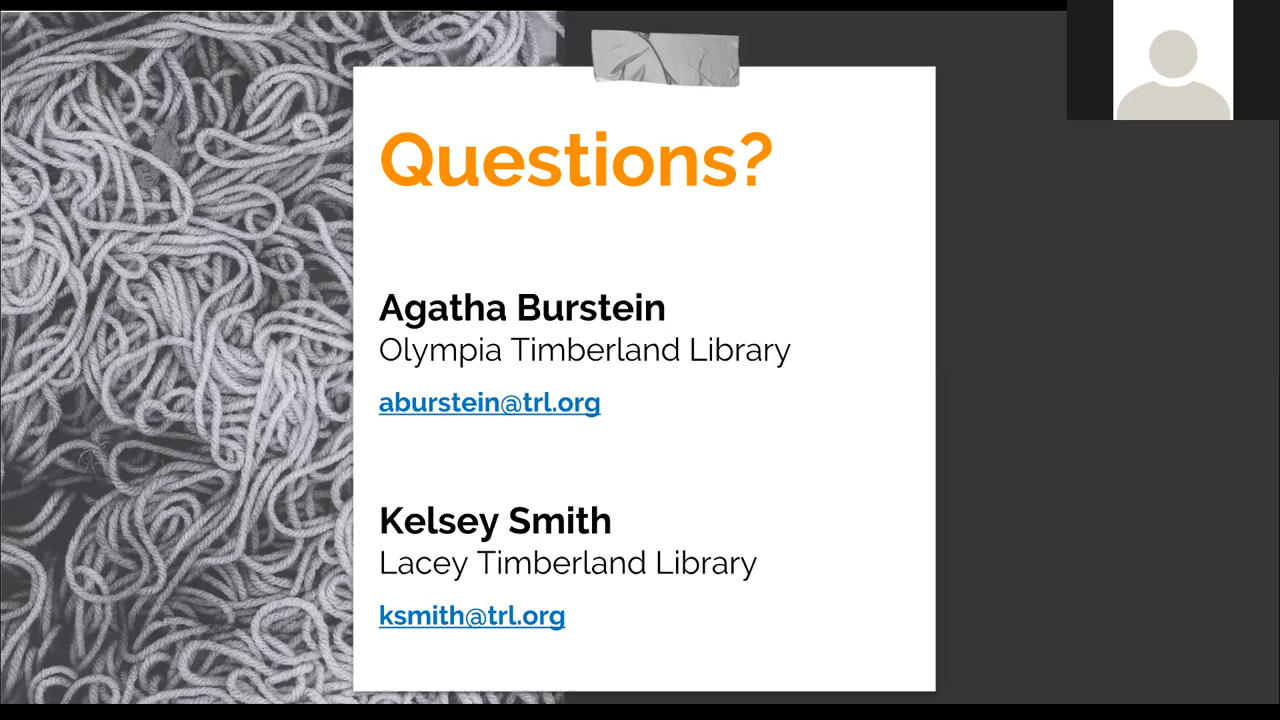 Questions?
Agatha Burstein
Olympia Timberland Library
aburstein@trl.org
Kelsey Smith
Lacey Timberland Library
ksmith@trl.org